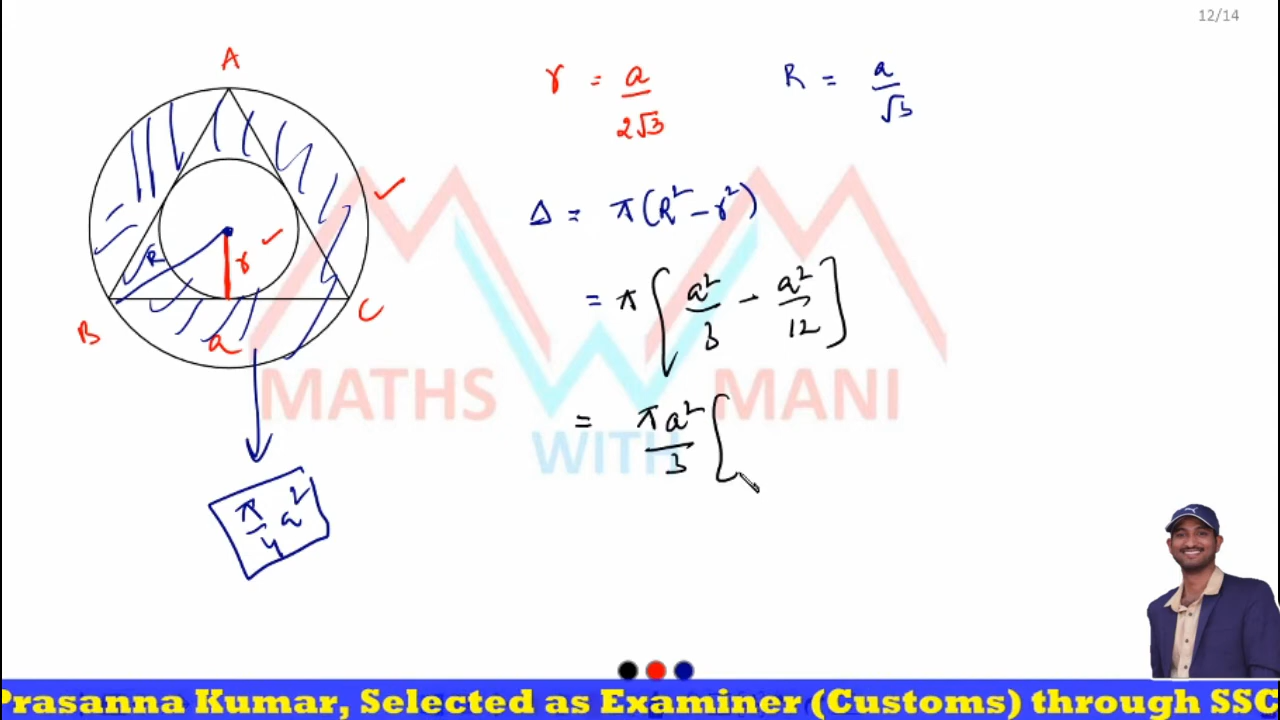 12/14
A
r = a/2√3
R = a/√3
Δ = π(R² - r²)
R
r
= π[a²/3 - a²/12]
B
a
C
MATHS WITH MANI
= πa²/3 [
π/4 a²
Prasanna Kumar, Selected as Examiner (Customs) through SSC